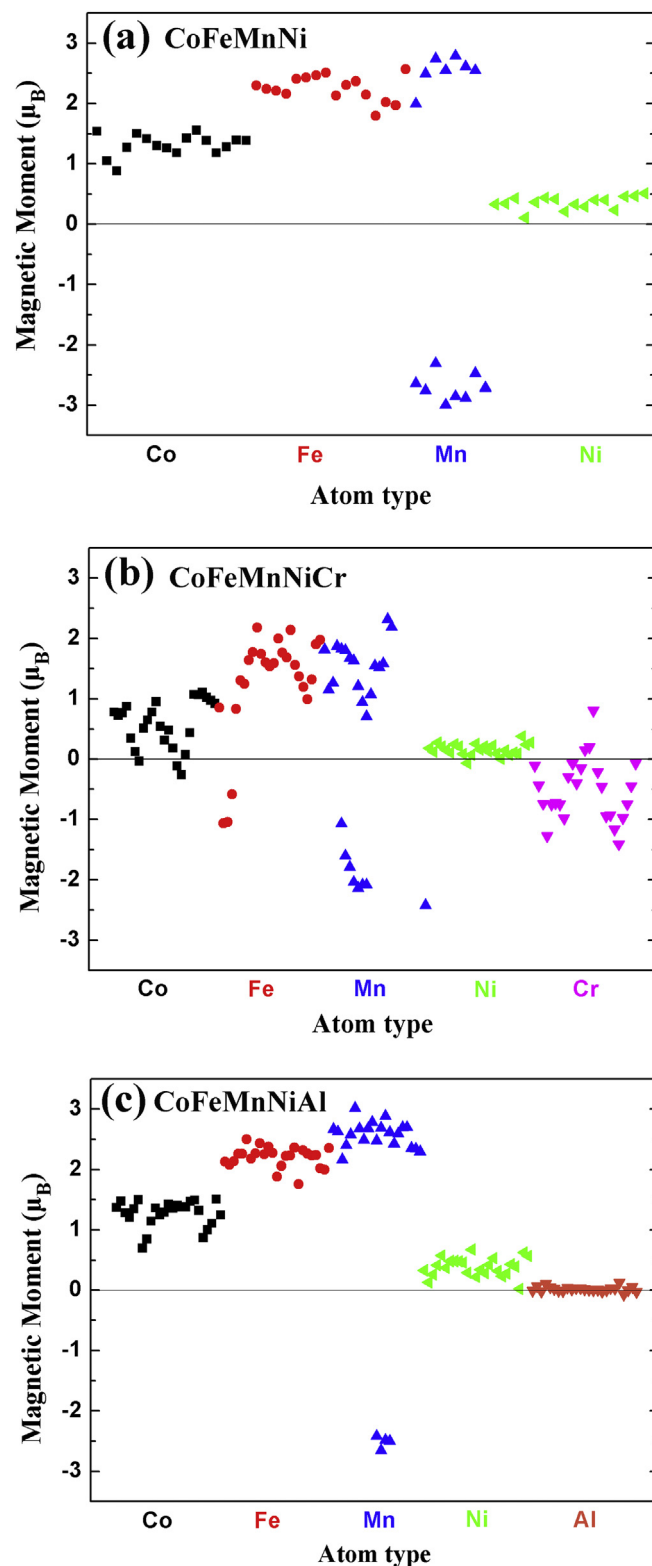 (a) CoFeMnNi
Magnetic Moment (μB)
3
2
1
0
-1
-2
-3
Co Fe Mn Ni
Atom type
(b) CoFeMnNiCr
Magnetic Moment (μB)
3
2
1
0
-1
-2
-3
Co Fe Mn Ni Cr
Atom type
(c) CoFeMnNiAl
Magnetic Moment (μB)
3
2
1
0
-1
-2
-3
Co Fe Mn Ni Al
Atom type